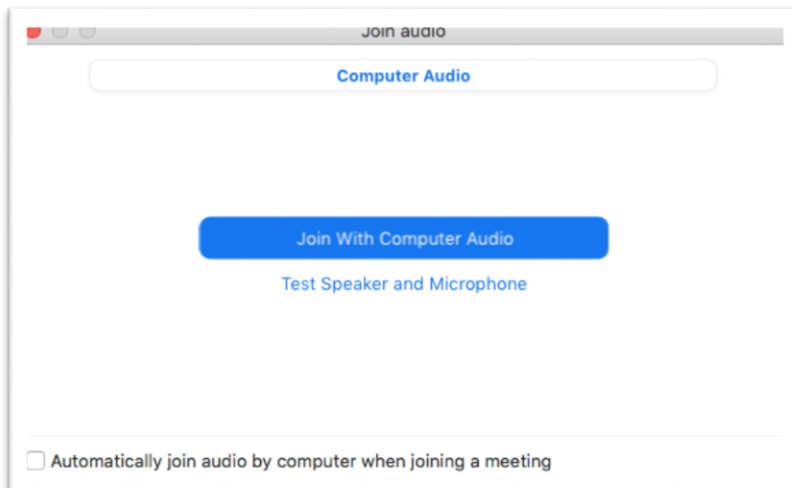 Join audio
Computer Audio
Join With Computer Audio
Test Speaker and Microphone
Automatically join audio by computer when joining a meeting